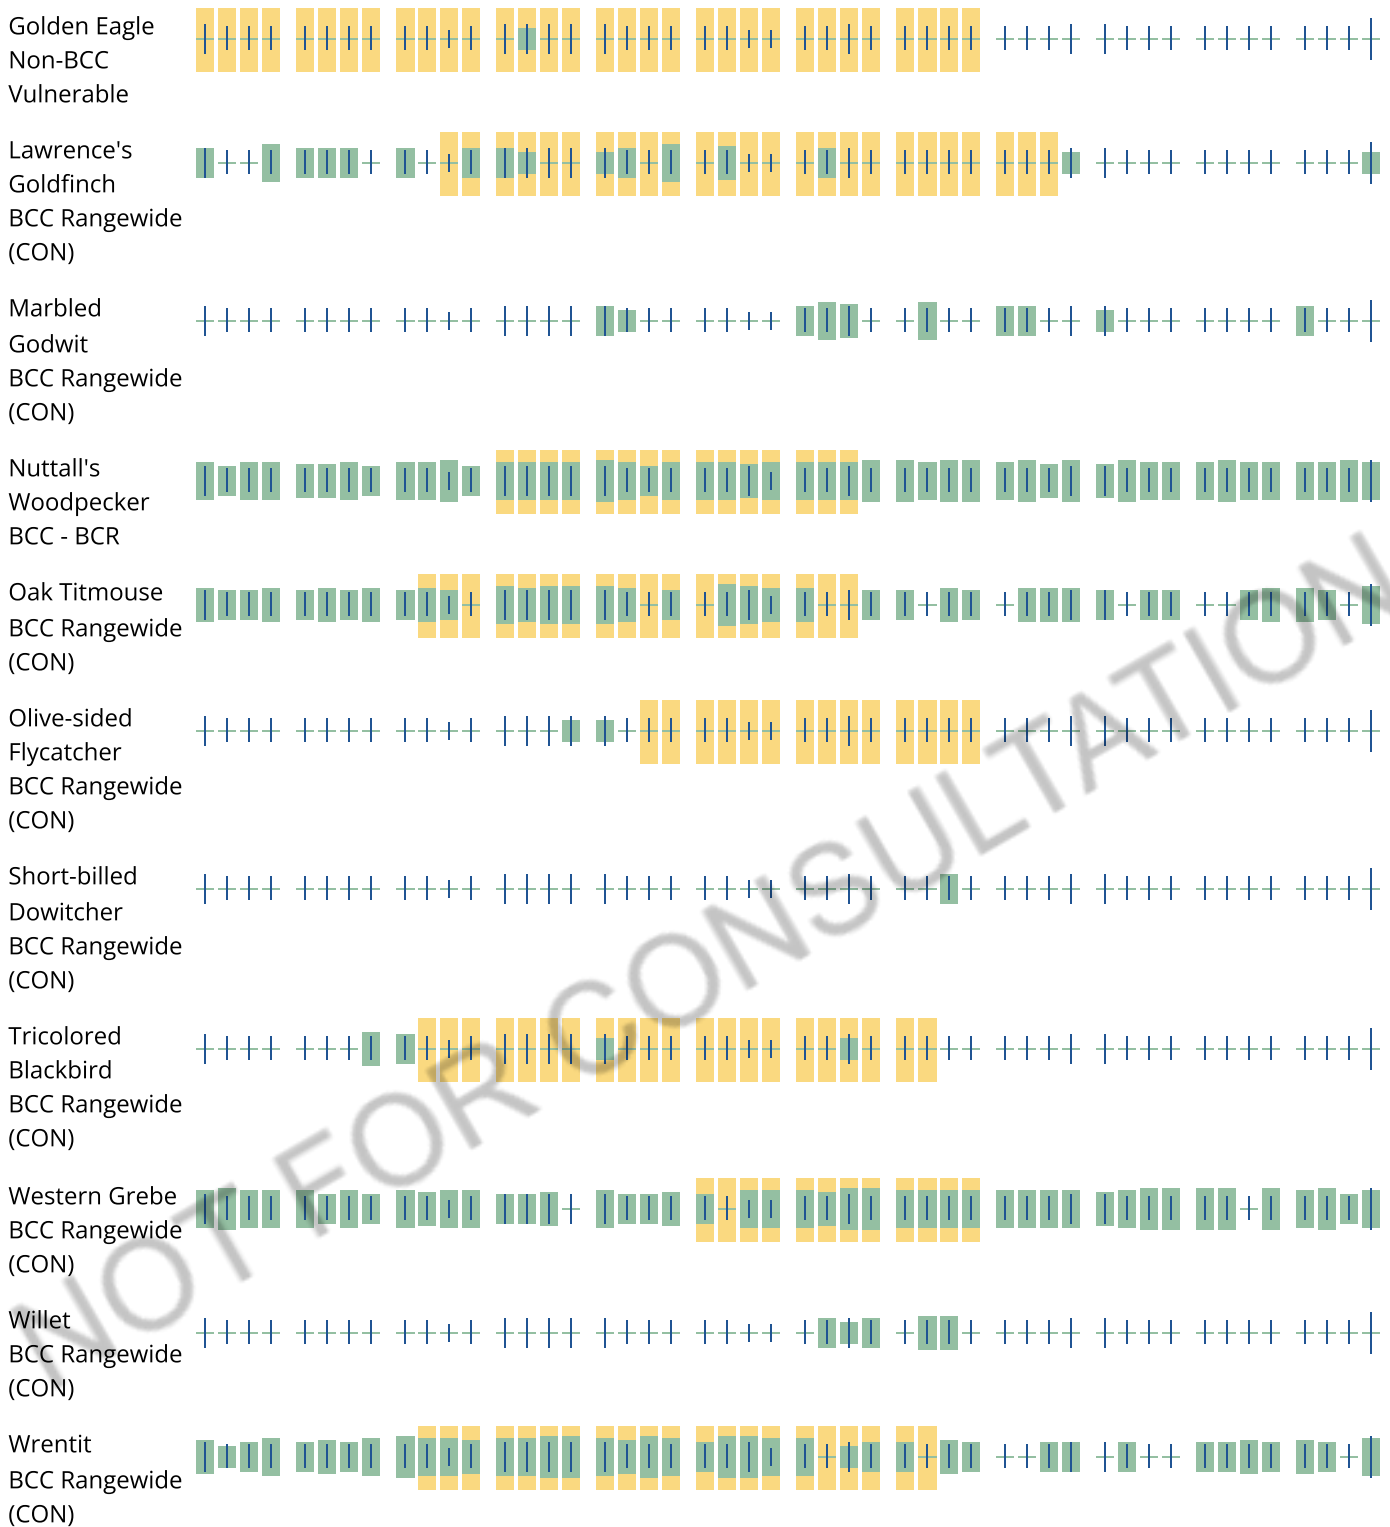 Golden Eagle
Non-BCC
Vulnerable
Lawrence's
Goldfinch
BCC Rangewide
(CON)
Marbled
Godwit
BCC Rangewide
(CON)
Nuttall's
Woodpecker
BCC - BCR
Oak Titmouse
BCC Rangewide
(CON)
Olive-sided
Flycatcher
BCC Rangewide
(CON)
Short-billed
Dowitcher
BCC Rangewide
(CON)
Tricolored
Blackbird
BCC Rangewide
(CON)
Western Grebe
BCC Rangewide
(CON)
Willet
BCC Rangewide
(CON)
Wrentit
BCC Rangewide
(CON)
NOT FOR CONSULTATION